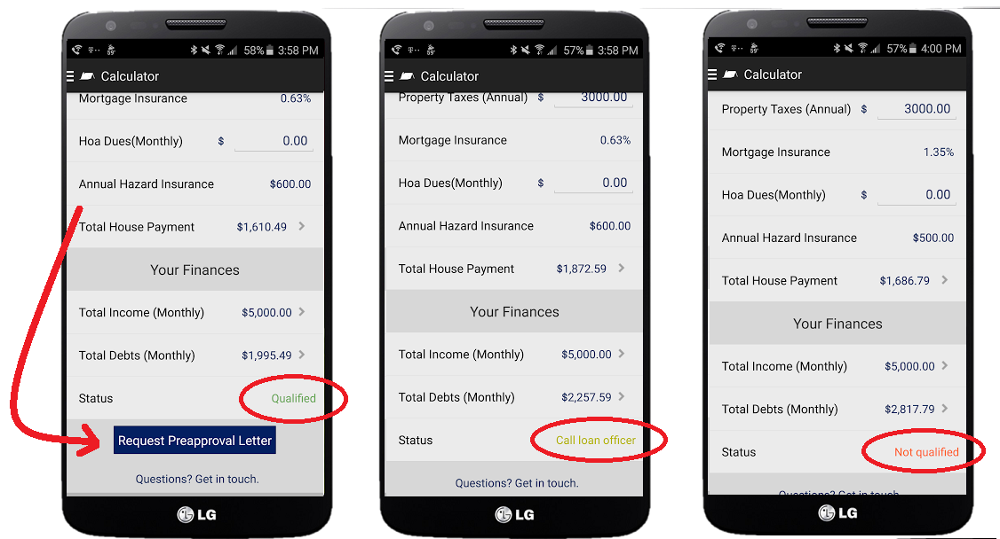 58% 3:58 PM
Calculator
Mortgage Insurance 0.63%
Hoa Dues(Monthly) $ 0.00
Annual Hazard Insurance $600.00
Total House Payment $1,610.49
Your Finances
Total Income (Monthly) $5,000.00
Total Debts (Monthly) $1,995.49
Status Qualified
Request Preapproval Letter
Questions? Get in touch.
LG
57% 3:58 PM
Calculator
Property Taxes (Annual) $ 3000.00
Mortgage Insurance 0.63%
Hoa Dues(Monthly) $ 0.00
Annual Hazard Insurance $600.00
Total House Payment $1,872.59
Your Finances
Total Income (Monthly) $5,000.00
Total Debts (Monthly) $2,257.59
Status Call loan officer
Questions? Get in touch.
LG
57% 4:00 PM
Calculator
Property Taxes (Annual) $ 3000.00
Mortgage Insurance 1.35%
Hoa Dues(Monthly) $ 0.00
Annual Hazard Insurance $500.00
Total House Payment $1,686.79
Your Finances
Total Income (Monthly) $5,000.00
Total Debts (Monthly) $2,817.79
Status Not qualified
Questions? Get in touch.
LG